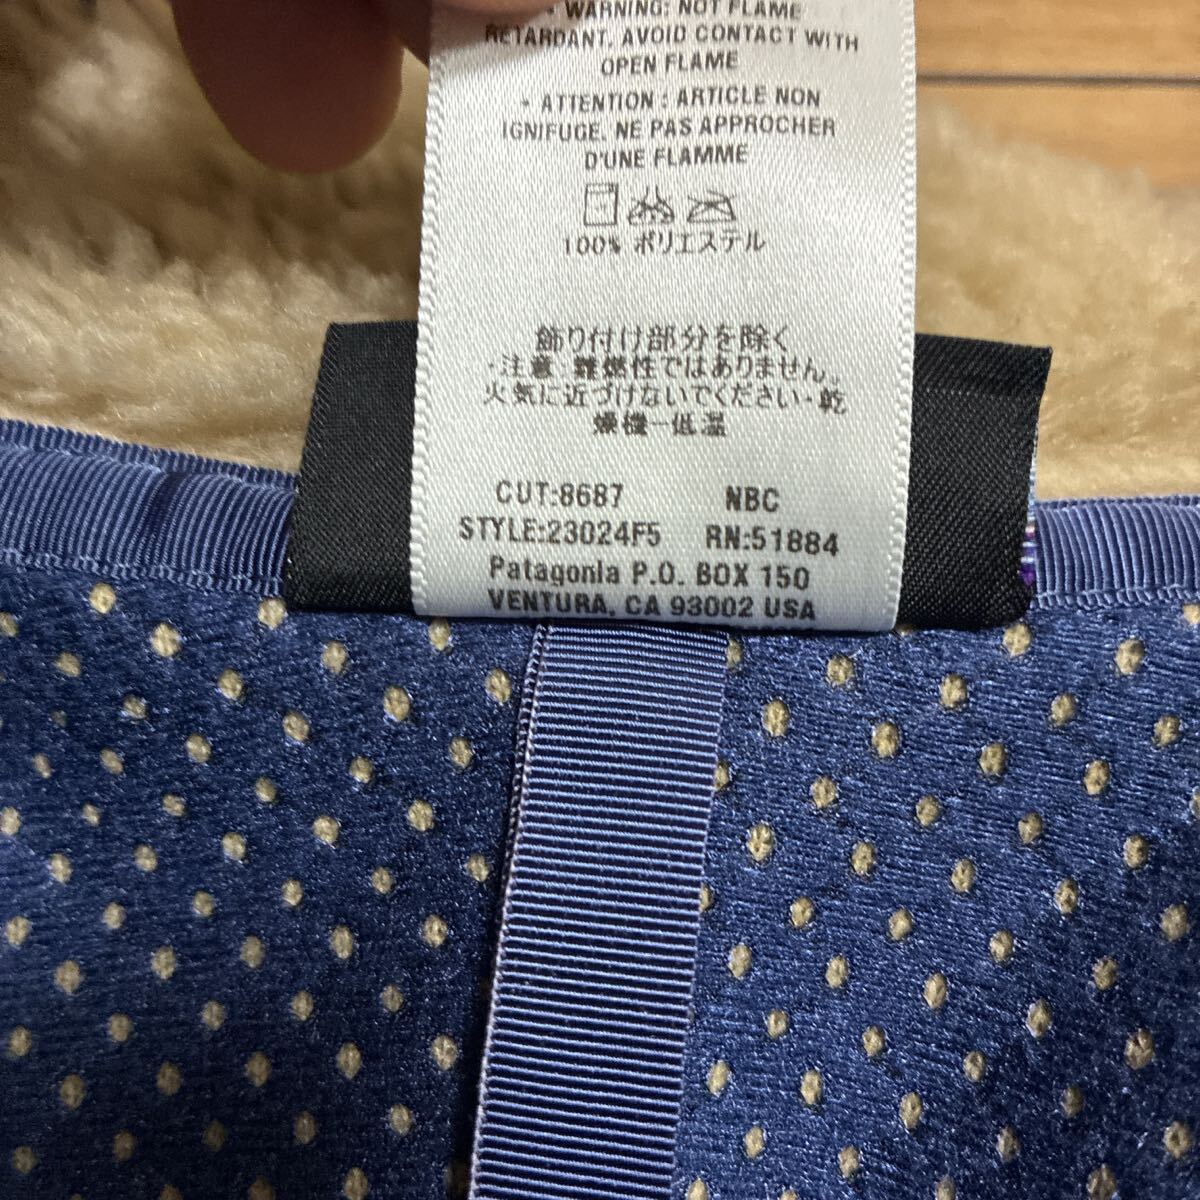 • WARNING: NOT FLAME
RETARDANT. AVOID CONTACT WITH
OPEN FLAME
• ATTENTION : ARTICLE NON
IGNIFUGE. NE PAS APPROCHER
D'UNE FLAMME
100% ポリエステル
飾り付け部分を除く
・注意 難燃性ではありません。
火気に近づけないでください・乾
燥機ー低温
CUT:8687 NBC
STYLE:23024F5 RN:51884
Patagonia P.O. BOX 150
VENTURA, CA 93002 USA